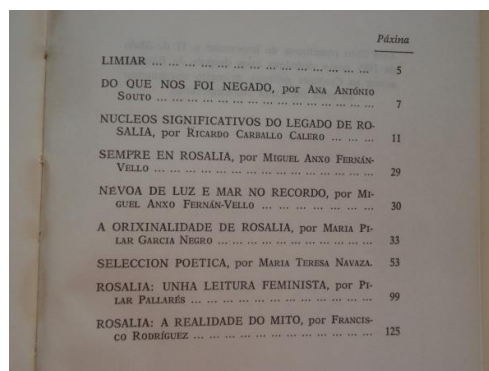 Páxina
LIMIAR ... ... ... ... ... ... ... ... ... ... ... ... ... 5
DO QUE NOS FOI NEGADO, por ANA ANTÓNIO
SOUTO ... ... ... ... ... ... ... ... ... ... ... ... 7
NUCLEOS SIGNIFICATIVOS DO LEGADO DE RO-
SALIA, por RICARDO CARBALLO CALERO ... ... ... 11
SEMPRE EN ROSALIA, por MIGUEL ANXO FERNÁN-
VELLO ... ... ... ... ... ... ... ... ... ... ... ... 29
NEVOA DE LUZ E MAR NO RECORDO, por MI-
GUEL ANXO FERNÁN-VELLO ... ... ... ... ... ... 30
A ORIXINALIDADE DE ROSALIA, por MARIA PI-
LAR GARCIA NEGRO ... ... ... ... ... ... ... ... 33
SELECCION POETICA, por MARIA TERESA NAVAZA. 53
ROSALIA: UNHA LEITURA FEMINISTA, por PI-
LAR PALLARÉS ... ... ... ... ... ... ... ... ... ... 99
ROSALIA: A REALIDADE DO MITO, por FRANCIS-
CO RODRÍGUEZ ... ... ... ... ... ... ... ... ... ... 125